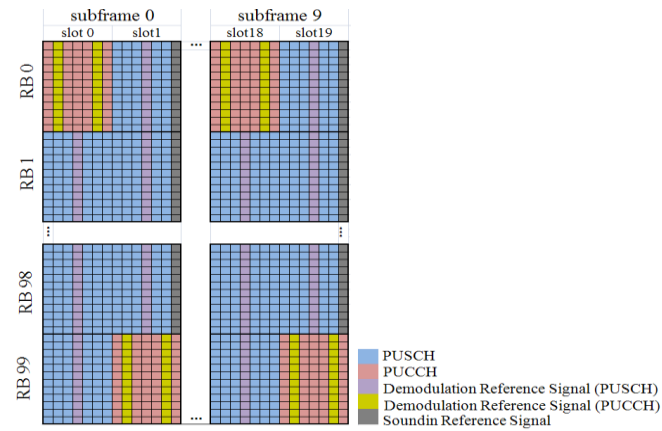 subframe 0 subframe 9
slot 0 slot1 ... slot18 slot19
RB 0
RB 1
... ...
RB 98
RB 99
...
PUSCH
PUCCH
Demodulation Reference Signal (PUSCH)
Demodulation Reference Signal (PUCCH)
Soundin Reference Signal